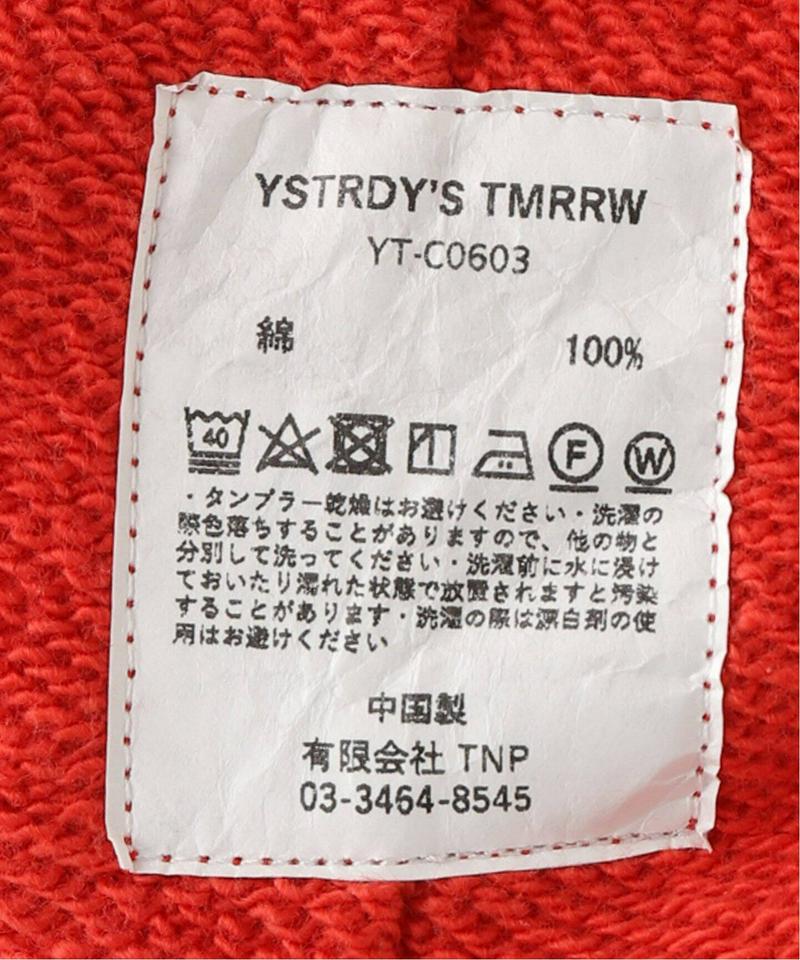 YSTRDY'S TMRRW
YT-C0603
綿 100%
40
F W
・タンブラー乾燥はお避けください・洗濯の
際色落ちすることがありますので、他の物と
分別して洗ってください・洗濯前に水に浸け
ておいたり濡れた状態で放置されますと汚染
することがあります・洗濯の際は漂白剤の使
用はお避けください
中国製
有限会社 TNP
03-3464-8545